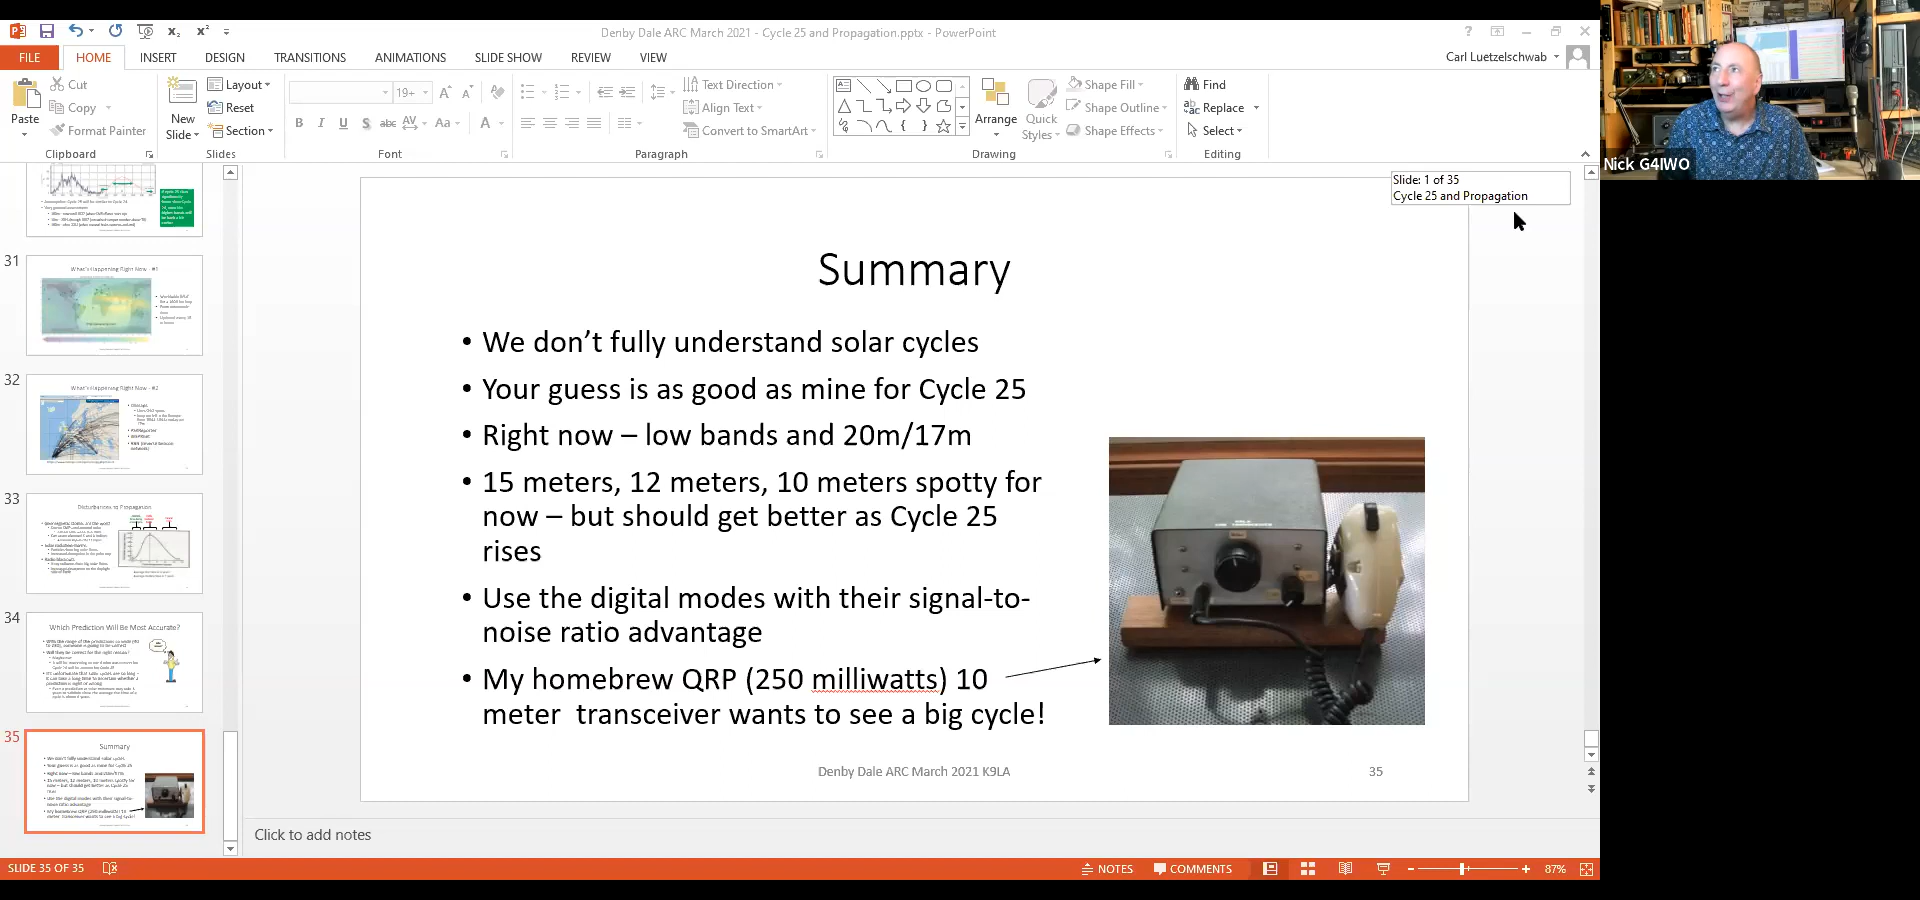 Denby Dale ARC March 2021 - Cycle 25 and Propagation.pptx - PowerPoint
FILE HOME INSERT DESIGN TRANSITIONS ANIMATIONS SLIDE SHOW REVIEW VIEW
Carl Luetzelschwab
Cut
Copy
Format Painter
Paste
Clipboard
New
Slide
Layout
Reset
Section
Slides
19+
Font
Paragraph
Text Direction
Align Text
Convert to SmartArt
Arrange
Quick
Styles
Shape Fill
Shape Outline
Shape Effects
Drawing
Find
Replace
Select
Editing
Nick G4IWO
Slide: 1 of 35
Cycle 25 and Propagation
31
What's Happening Right Now - #1
32
What's Happening Right Now - #2
33
Disturbances to Propagation
34
Which Prediction Will Be Most Accurate?
35
Summary
Summary
• We don't fully understand solar cycles
• Your guess is as good as mine for Cycle 25
• Right now – low bands and 20m/17m
• 15 meters, 12 meters, 10 meters spotty for
now – but should get better as Cycle 25
rises
• Use the digital modes with their signal-to-
noise ratio advantage
• My homebrew QRP (250 milliwatts) 10
meter transceiver wants to see a big cycle!
Denby Dale ARC March 2021 K9LA
35
Click to add notes
SLIDE 35 OF 35
NOTES
COMMENTS
87%